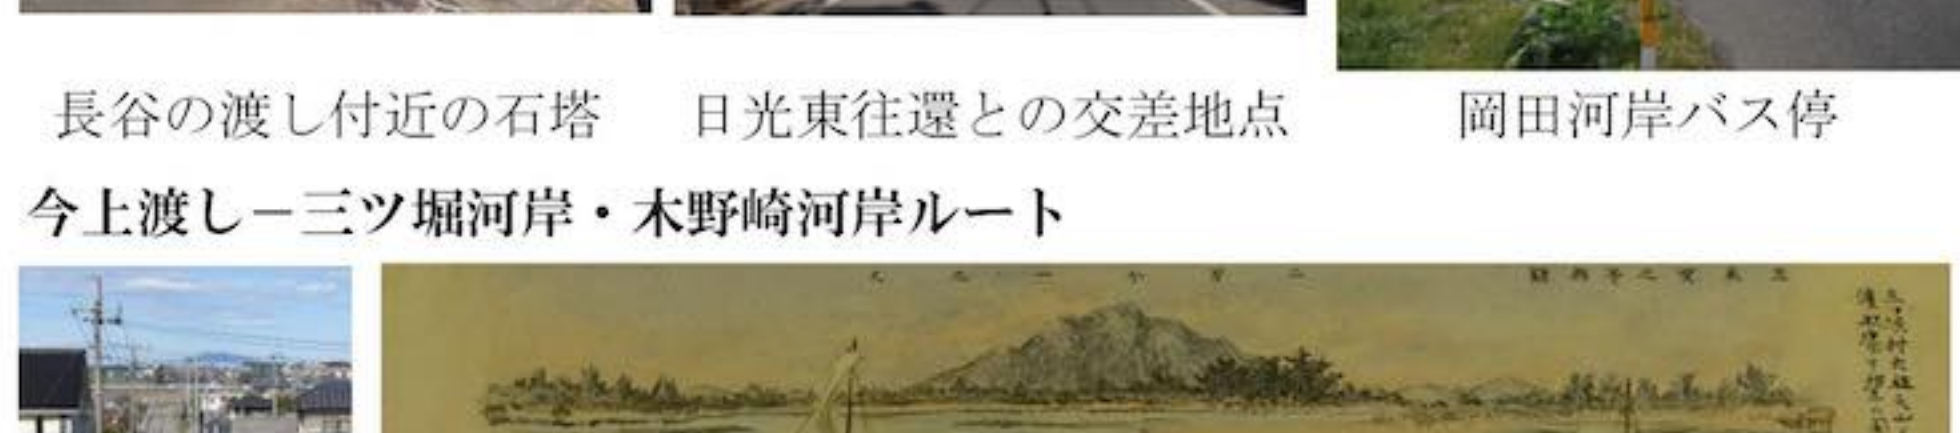 長谷の渡し付近の石塔
日光東往還との交差地点
岡田河岸バス停
今上渡し－三ツ堀河岸・木野崎河岸ルート